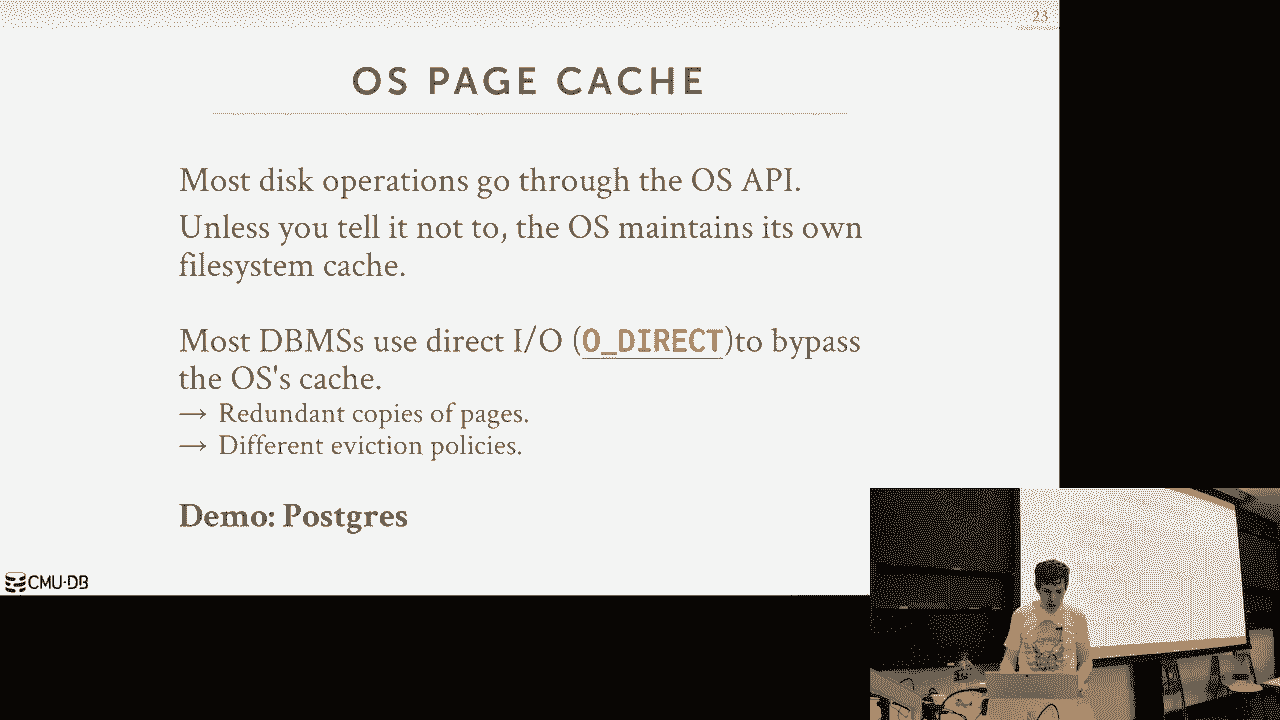 23
OS PAGE CACHE
Most disk operations go through the OS API.
Unless you tell it not to, the OS maintains its own
filesystem cache.
Most DBMSs use direct I/O (O_DIRECT)to bypass
the OS's cache.
→ Redundant copies of pages.
→ Different eviction policies.
Demo: Postgres
CMU·DB